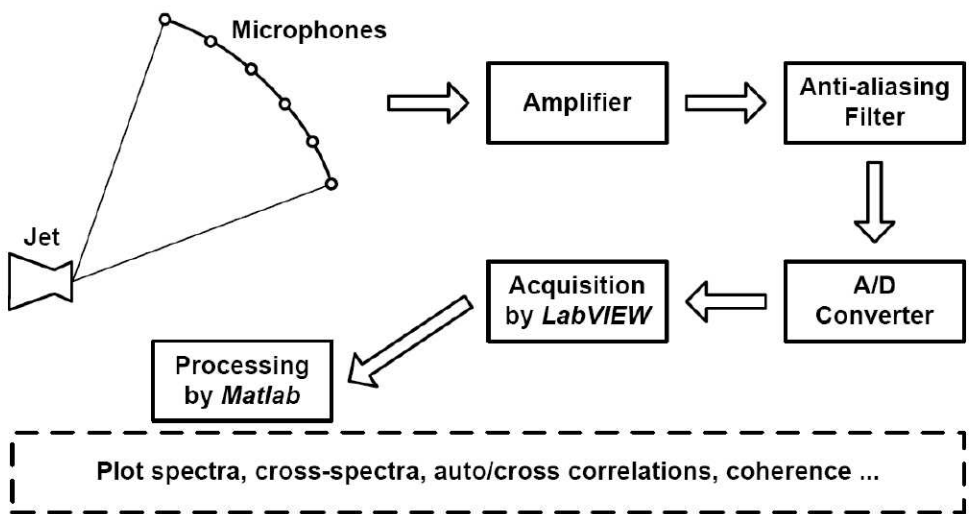 Microphones
Amplifier
Anti-aliasing
Filter
Jet
Acquisition
by LabVIEW
A/D
Converter
Processing
by Matlab
Plot spectra, cross-spectra, auto/cross correlations, coherence ...